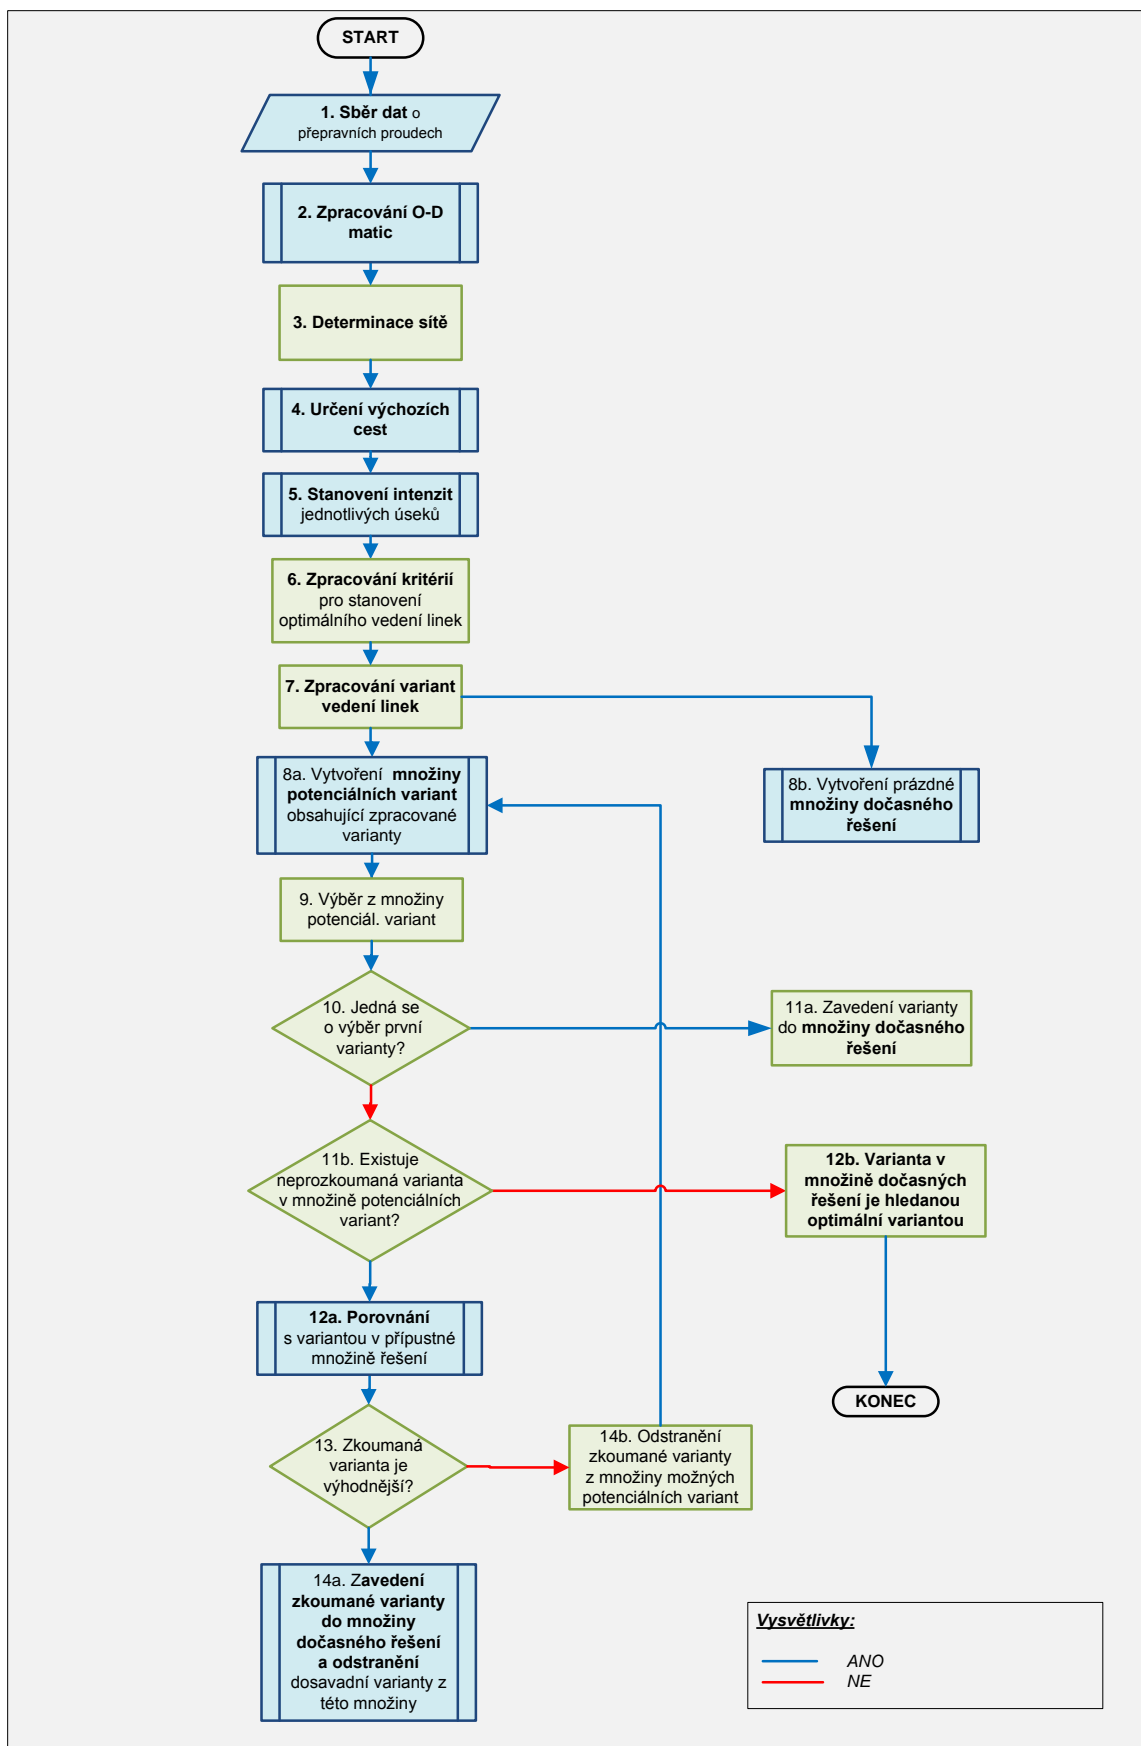 START
1. Sběr dat o
přepravních proudech
2. Zpracování O-D
matic
3. Determinace sítě
4. Určení výchozích
cest
5. Stanovení intenzit
jednotlivých úseků
6. Zpracování kritérií
pro stanovení
optimálního vedení linek
7. Zpracování variant
vedení linek
8a. Vytvoření množiny
potenciálních variant
obsahující zpracované
varianty
8b. Vytvoření prázdné
množiny dočasného
řešení
9. Výběr z množiny
potenciál. variant
10. Jedná se
o výběr první
varianty?
11a. Zavedení varianty
do množiny dočasného
řešení
11b. Existuje
neprozkoumaná varianta
v množině potenciálních
variant?
12b. Varianta v
množině dočasných
řešení je hledanou
optimální variantou
12a. Porovnání
s variantou v přípustné
množině řešení
KONEC
13. Zkoumaná
varianta je
výhodnější?
14b. Odstranění
zkoumané varianty
z množiny možných
potenciálních variant
14a. Zavedení
zkoumané varianty
do množiny
dočasného řešení
a odstranění
dosavadní varianty z
této množiny
Vysvětlivky:
ANO
NE